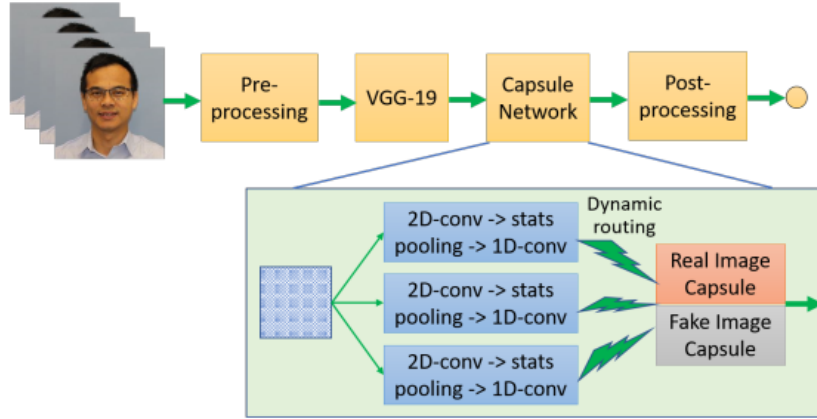 Pre-
processing
VGG-19
Capsule
Network
Post-
processing
2D-conv -> stats
pooling -> 1D-conv
Dynamic
routing
2D-conv -> stats
pooling -> 1D-conv
2D-conv -> stats
pooling -> 1D-conv
Real Image
Capsule
Fake Image
Capsule